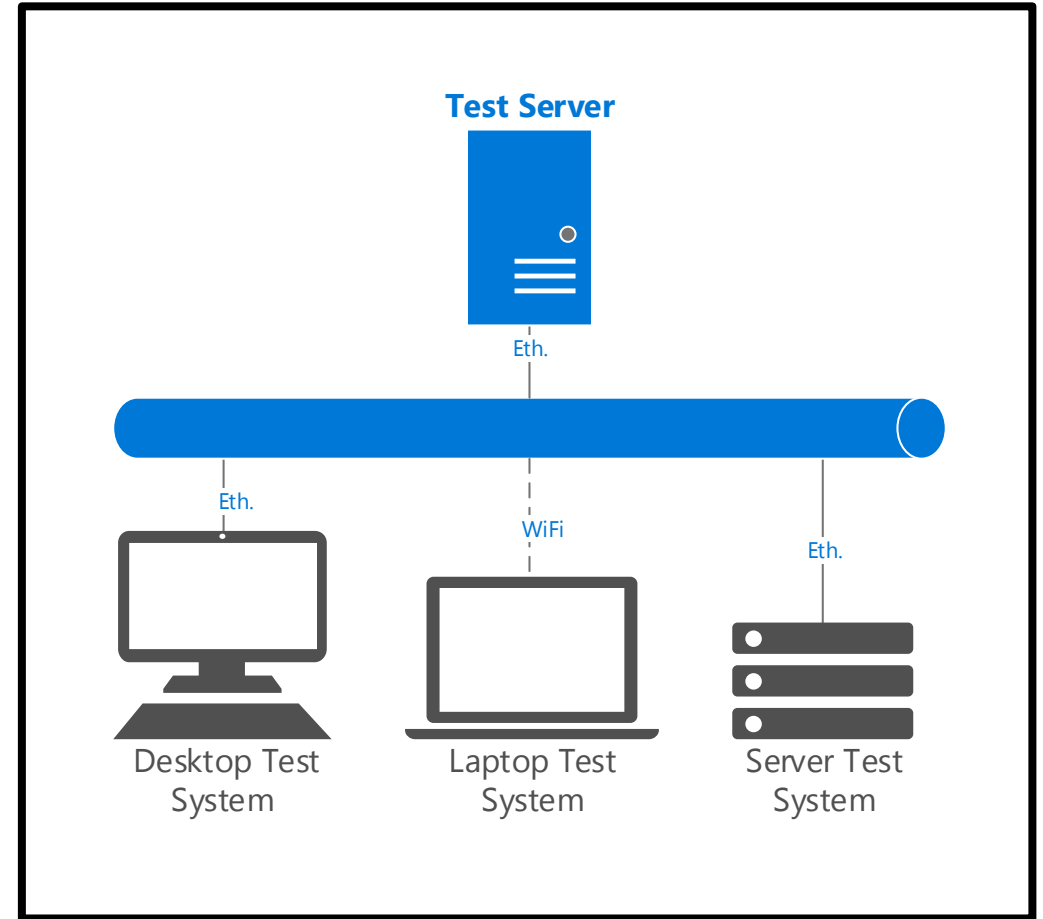 Test Server
Eth.
Eth.
WiFi
Eth.
Desktop Test
System
Laptop Test
System
Server Test
System